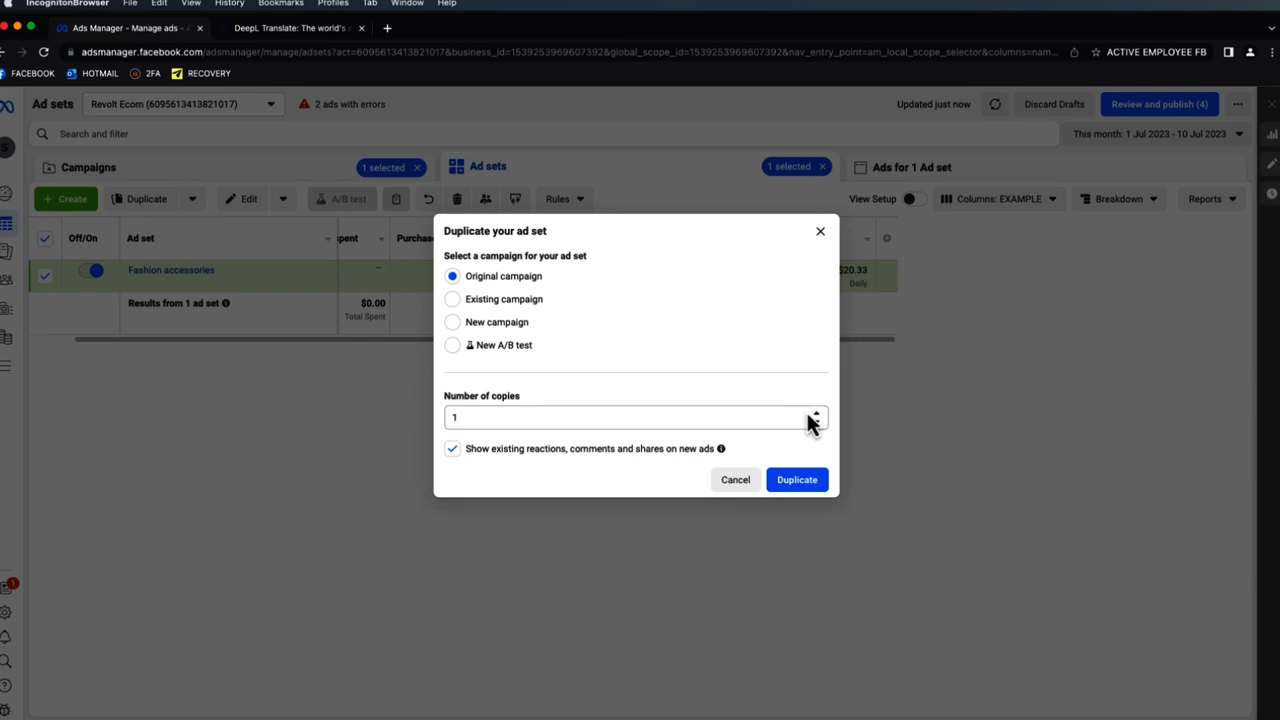 IncognitonBrowser File Edit View History Bookmarks Profiles Tab Window Help
Ads Manager - Manage ads - DeepL Translate: The world's
adsmanager.facebook.com/adsmanager/manage/adsets?act=6095613413821017&business_id=1539253969607392&global_scope_id=1539253969607392&nav_entry_point=am_local_scope_selector&columns=nam... ACTIVE EMPLOYEE FB
FACEBOOK HOTMAIL 2FA RECOVERY
Ad sets Revolt Ecom (6095613413821017) 2 ads with errors Updated just now Discard Drafts Review and publish (4)
Search and filter This month: 1 Jul 2023 - 10 Jul 2023
Campaigns 1 selected Ad sets 1 selected Ads for 1 Ad set
+ Create Duplicate Edit A/B test Rules View Setup Columns: EXAMPLE Breakdown Reports
Off/On Ad set spent Purchas
Fashion accessories – $20.33
Daily
Results from 1 ad set $0.00
Total Spent
Duplicate your ad set
Select a campaign for your ad set
Original campaign
Existing campaign
New campaign
New A/B test
Number of copies
1
Show existing reactions, comments and shares on new ads
Cancel Duplicate
S
1